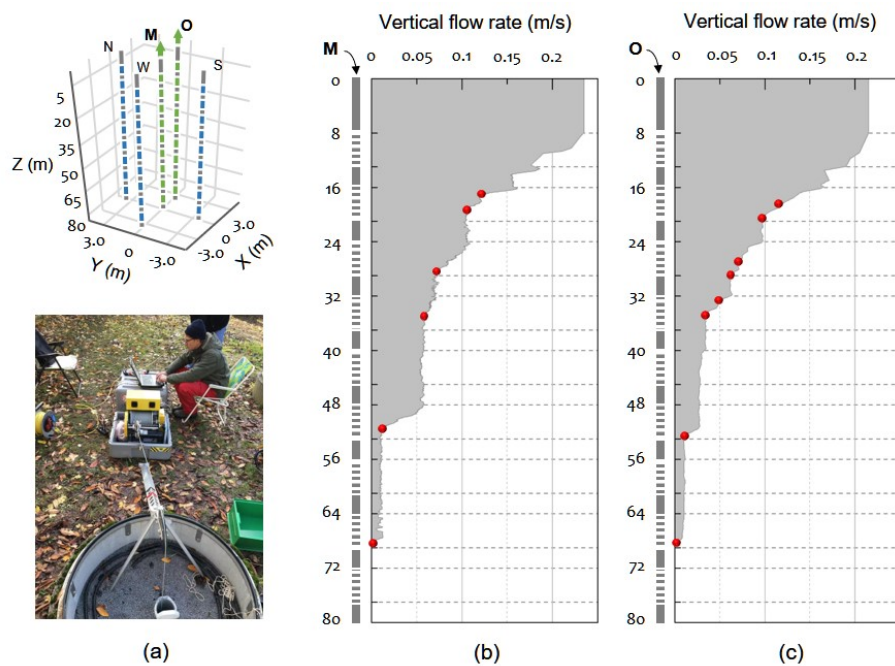 N
M
O
W
S
5
20
35
50
65
80
Z (m)
3.0
0
-3.0
Y (m)
-3.0
0
3.0
X (m)
(a)
Vertical flow rate (m/s)
M
0 0.05 0.1 0.15 0.2
0
8
16
24
32
40
48
56
64
72
80
(b)
Vertical flow rate (m/s)
O
0 0.05 0.1 0.15 0.2
0
8
16
24
32
40
48
56
64
72
80
(c)